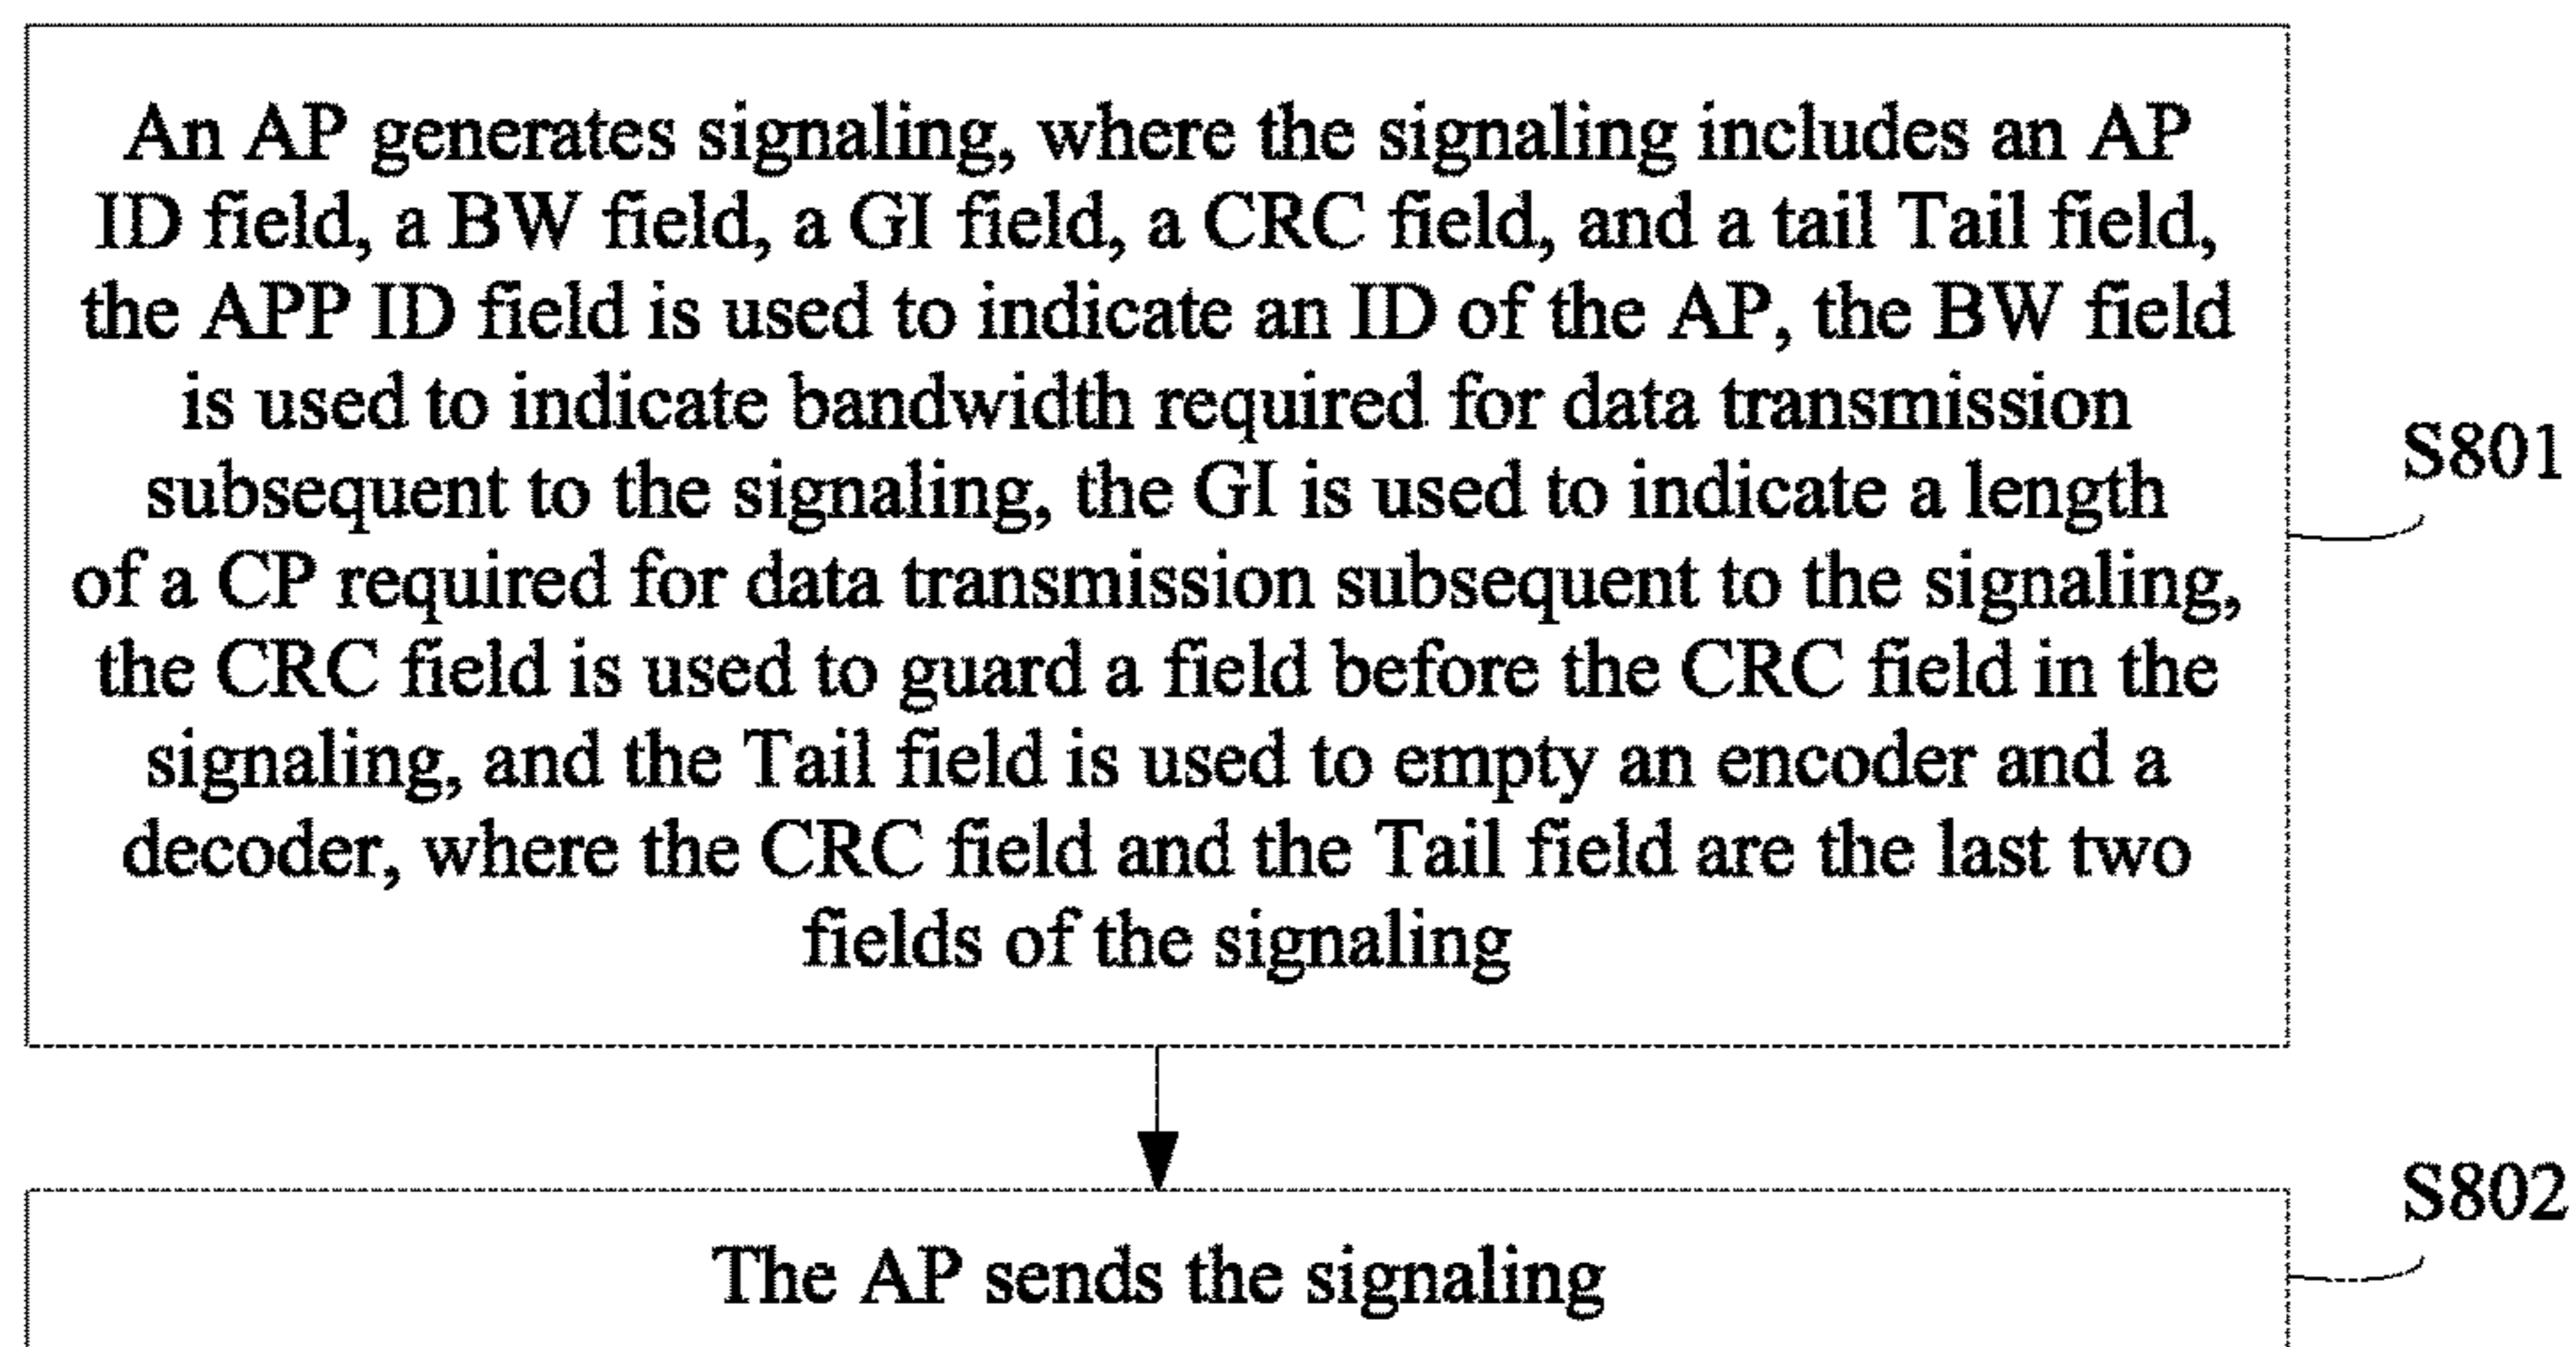 An AP generates signaling, where the signaling includes an AP
ID field, a BW field, a GI field, a CRC field, and a tail Tail field,
the APP ID field is used to indicate an ID of the AP, the BW field
is used to indicate bandwidth required for data transmission
subsequent to the signaling, the GI is used to indicate a length
of a CP required for data transmission subsequent to the signaling,
the CRC field is used to guard a field before the CRC field in the
signaling, and the Tail field is used to empty an encoder and a
decoder, where the CRC field and the Tail field are the last two
fields of the signaling
S801
S802
The AP sends the signaling